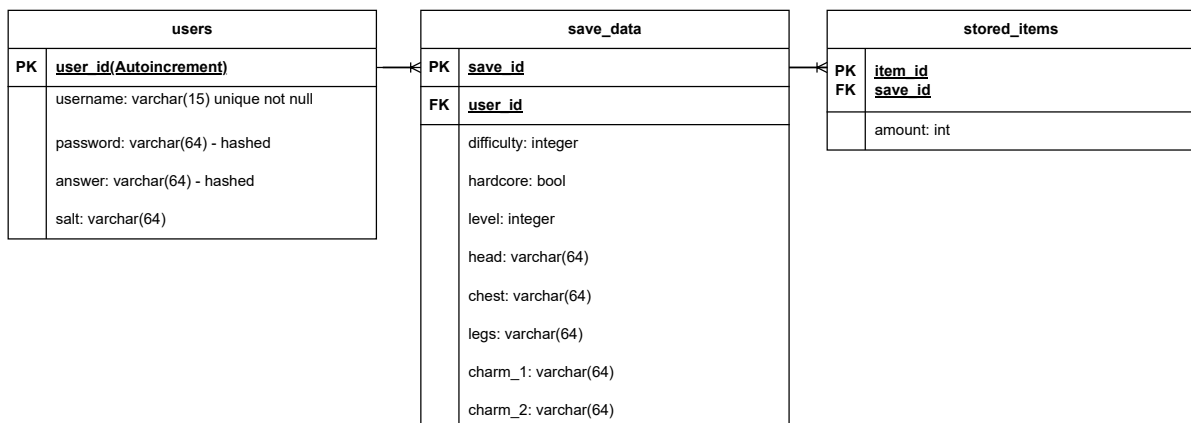 users
PK user_id(Autoincrement)
username: varchar(15) unique not null
password: varchar(64) - hashed
answer: varchar(64) - hashed
salt: varchar(64)
save_data
PK save_id
FK user_id
difficulty: integer
hardcore: bool
level: integer
head: varchar(64)
chest: varchar(64)
legs: varchar(64)
charm_1: varchar(64)
charm_2: varchar(64)
stored_items
PK item_id
FK save_id
amount: int